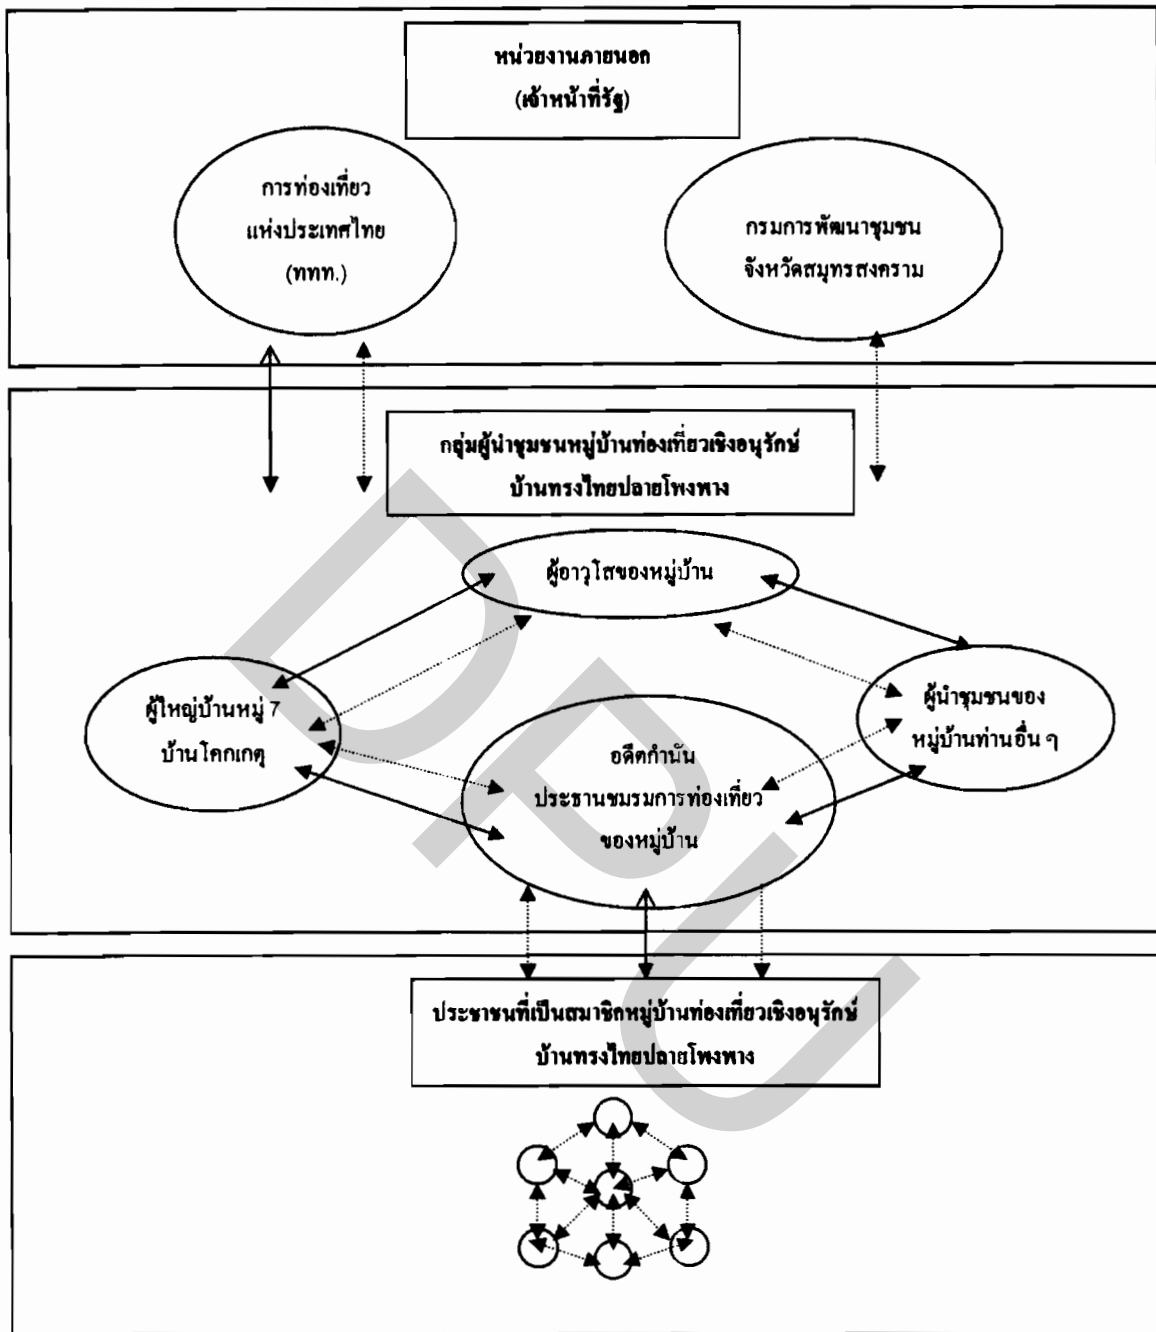 หน่วยงานภายนอก
(เจ้าหน้าที่รัฐ)
การท่องเที่ยว
แห่งประเทศไทย
(ททท.)
กรมการพัฒนาชุมชน
จังหวัดสมุทรสงคราม
กลุ่มผู้นำชุมชนหมู่บ้านท่องเที่ยวเชิงอนุรักษ์
บ้านทรงไทยปลายโพงพาง
ผู้อาวุโสของหมู่บ้าน
ผู้ใหญ่บ้านหมู่ 7
บ้านโคกเกตุ
ผู้นำชุมชนของ
หมู่บ้านท่านอื่น ๆ
อดีตกำนัน
ประธานชมรมการท่องเที่ยว
ของหมู่บ้าน
ประชาชนที่เป็นสมาชิกหมู่บ้านท่องเที่ยวเชิงอนุรักษ์
บ้านทรงไทยปลายโพงพาง
DPU